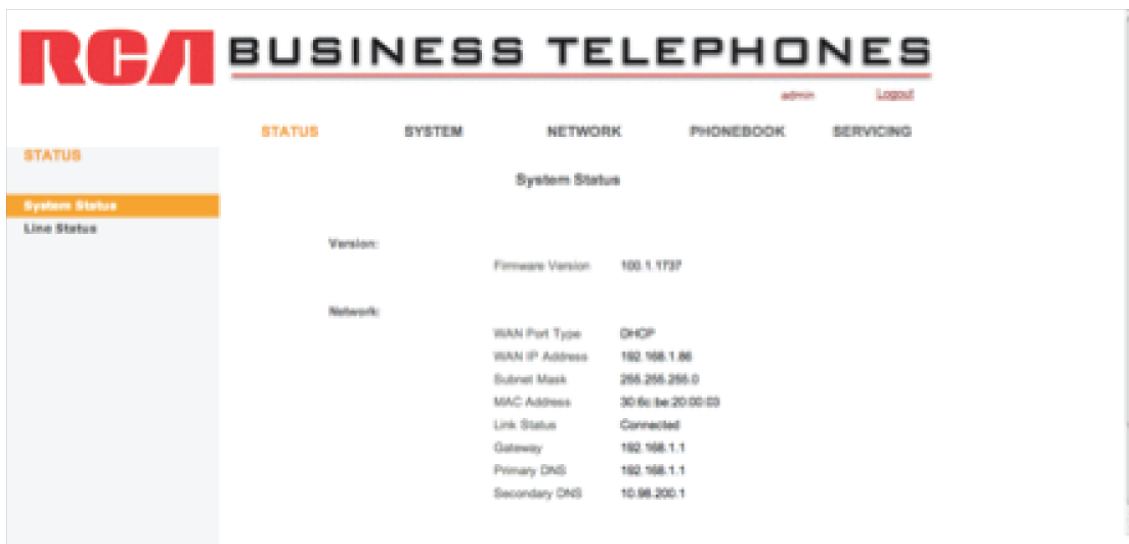 RCA BUSINESS TELEPHONES
admin Logout
STATUS SYSTEM NETWORK PHONEBOOK SERVICING
STATUS
System Status
System Status
Line Status
Version:
Firmware Version 100.1.1737
Network:
WAN Port Type DHCP
WAN IP Address 192.168.1.86
Subnet Mask 255.255.255.0
MAC Address 30:6c:be:20:00:03
Link Status Connected
Gateway 192.168.1.1
Primary DNS 192.168.1.1
Secondary DNS 10.98.200.1